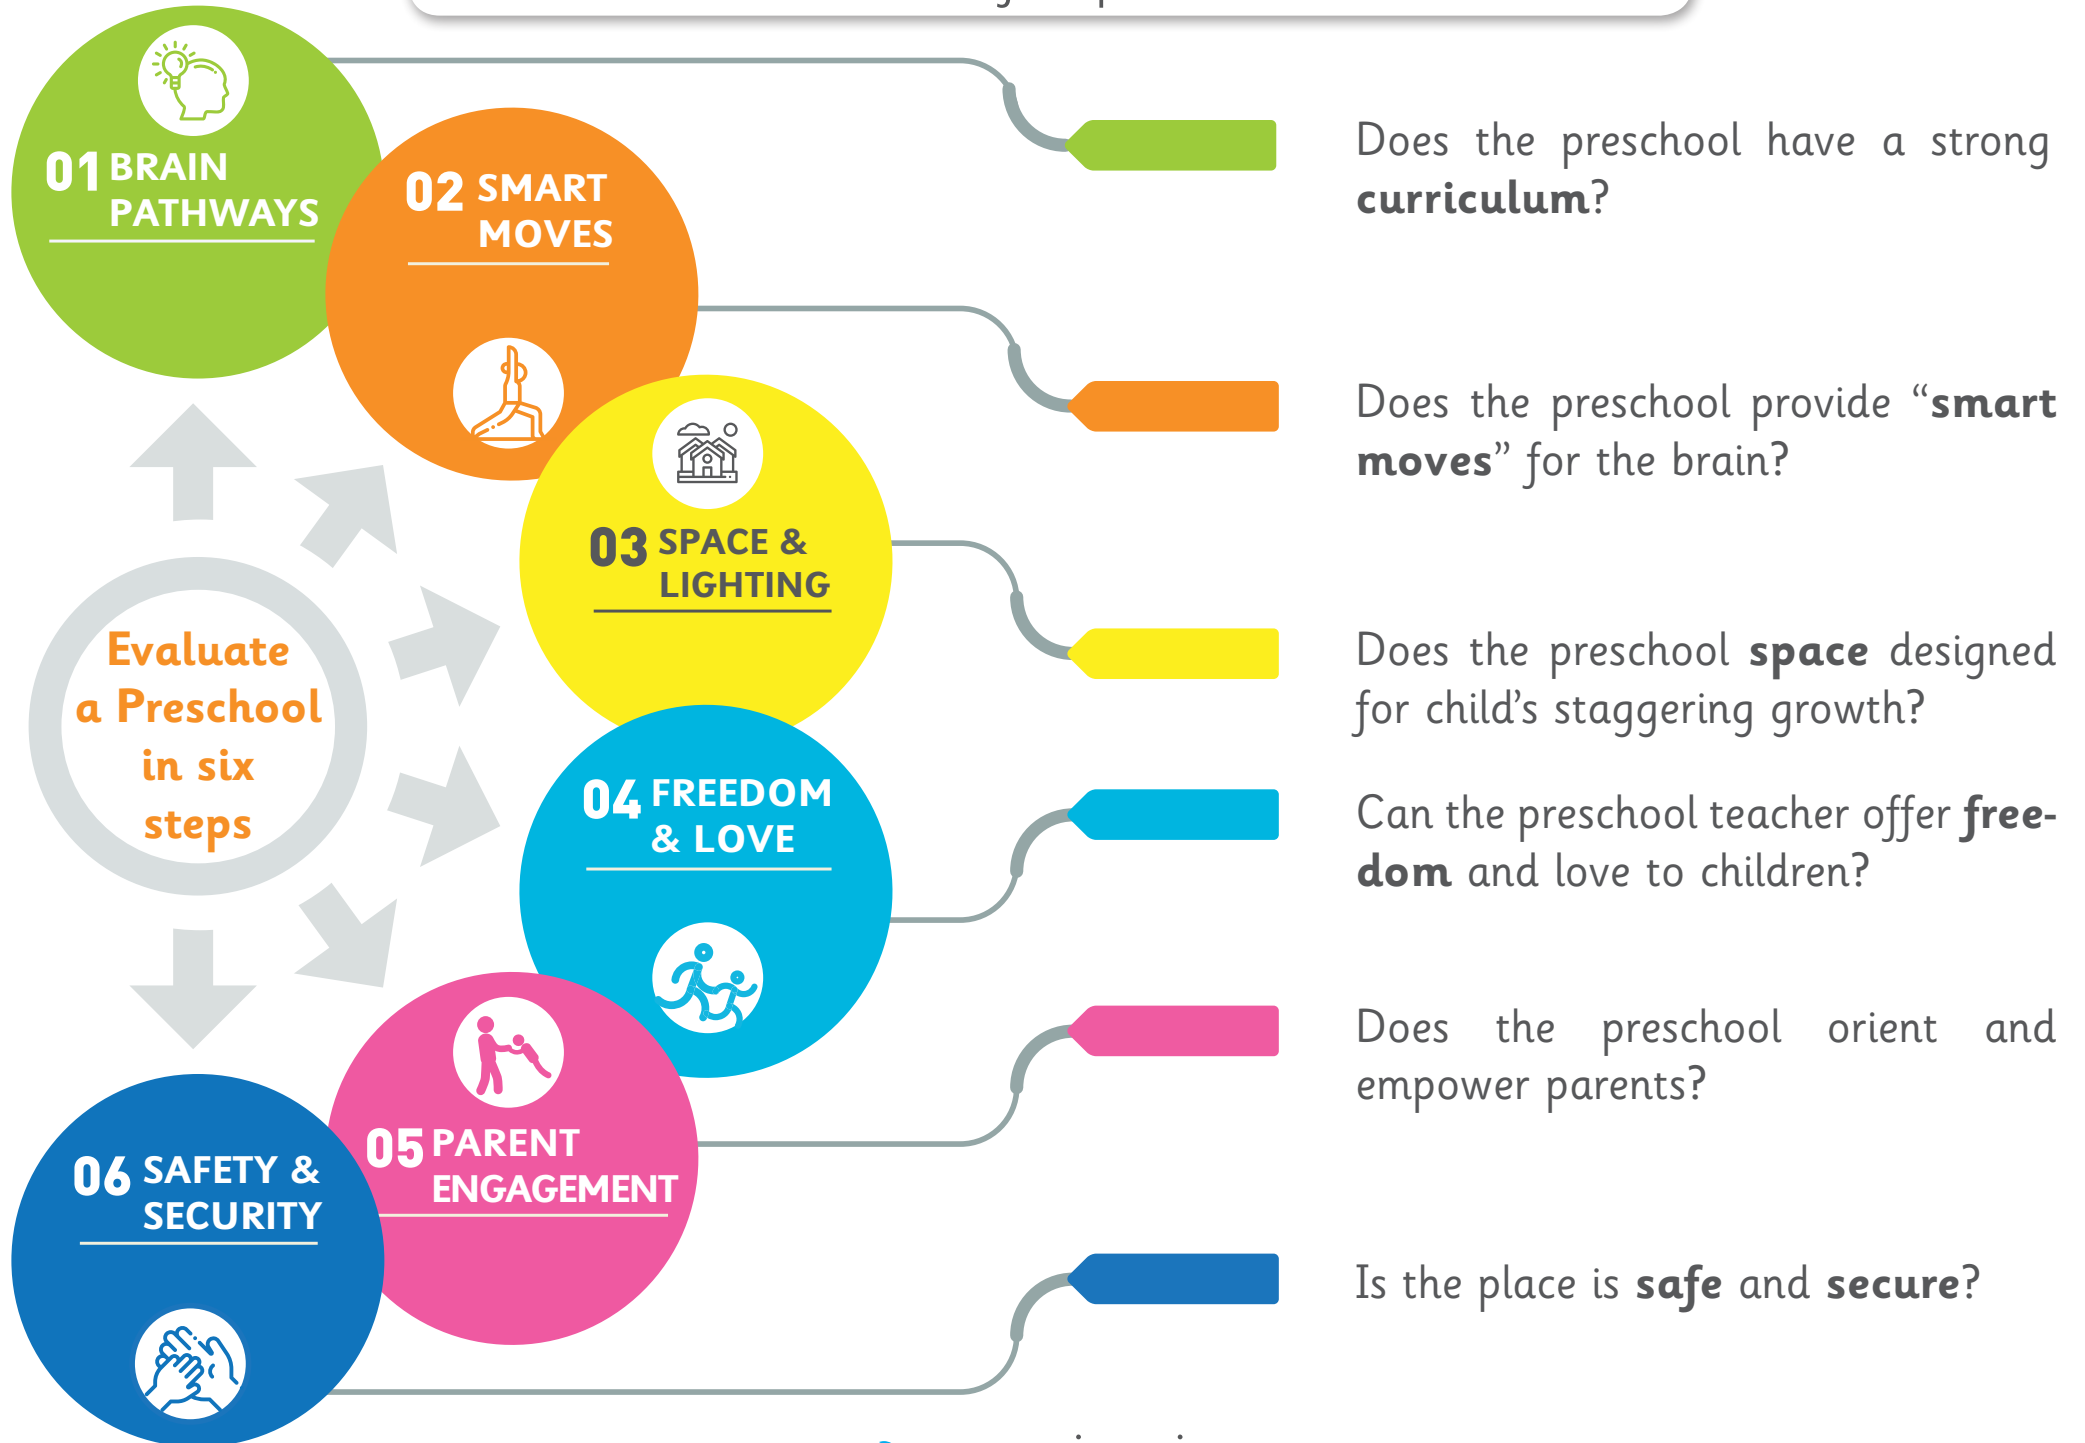 01 BRAIN
PATHWAYS
Does the preschool have a strong
curriculum?
02 SMART
MOVES
Does the preschool provide “smart
moves” for the brain?
03 SPACE &
LIGHTING
Does the preschool space designed
for child’s staggering growth?
Evaluate
a Preschool
in six
steps
04 FREEDOM
& LOVE
Can the preschool teacher offer free-
dom and love to children?
05 PARENT
ENGAGEMENT
Does the preschool orient and
empower parents?
06 SAFETY &
SECURITY
Is the place is safe and secure?